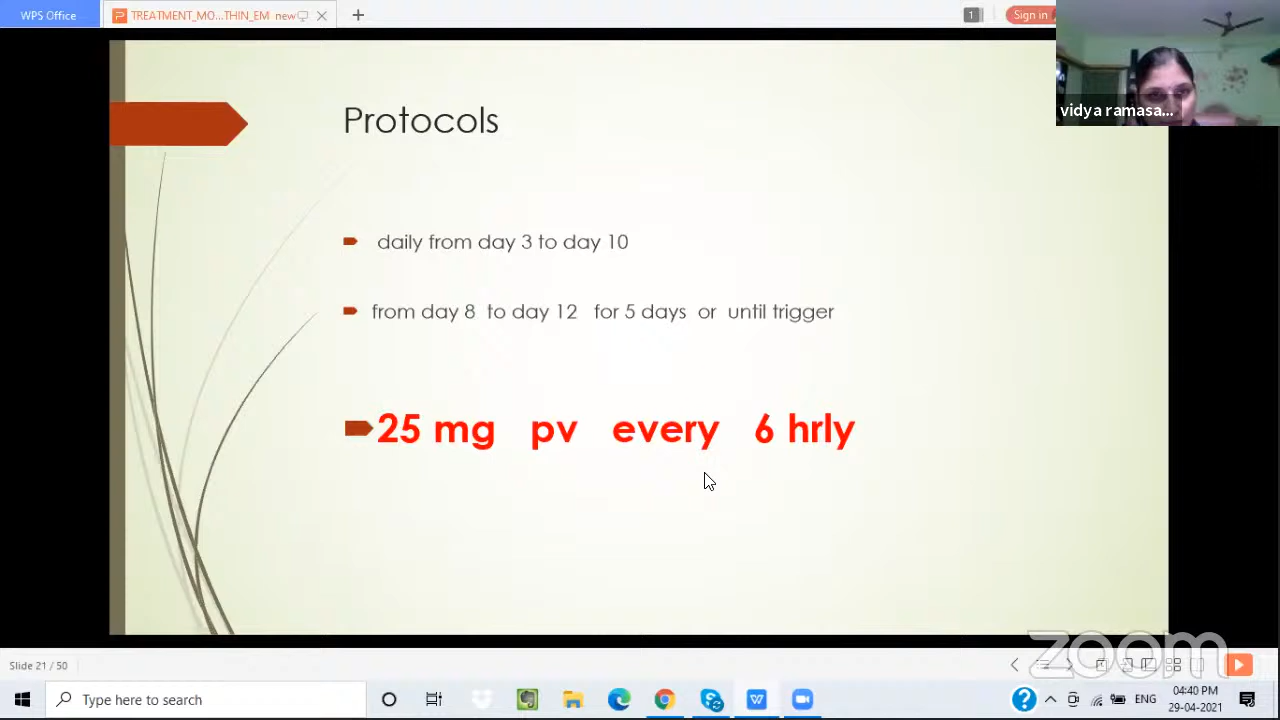 WPS Office
TREATMENT_MO...THIN_EM new
1
Sign in
vidya ramasa...
Protocols
daily from day 3 to day 10
from day 8 to day 12 for 5 days or until trigger
25 mg pv every 6 hrly
zoom
Slide 21 / 50
Type here to search
ENG
04:40 PM
29-04-2021